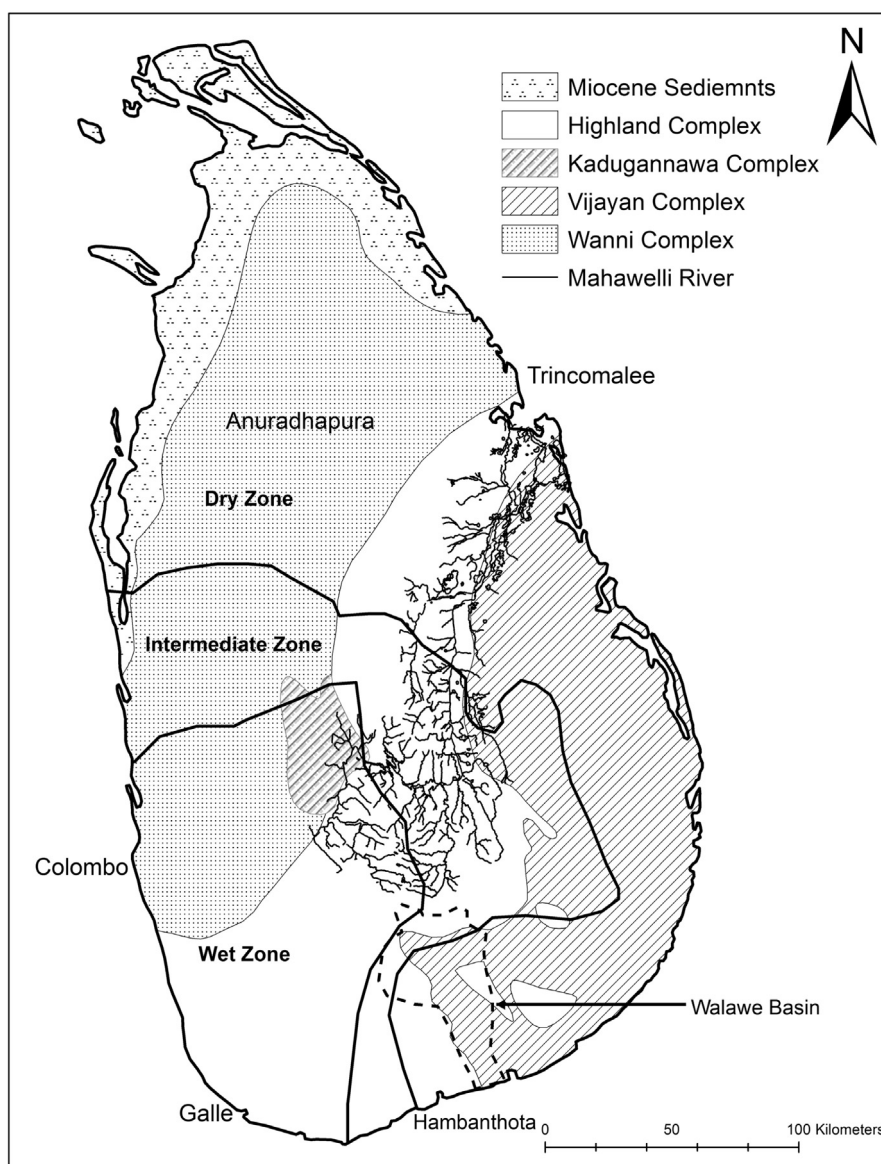 N
Miocene Sediemnts
Highland Complex
Kadugannawa Complex
Vijayan Complex
Wanni Complex
Mahawelli River
Trincomalee
Anuradhapura
Dry Zone
Intermediate Zone
Colombo
Wet Zone
Walawe Basin
Galle
Hambanthota
0 50 100 Kilometers